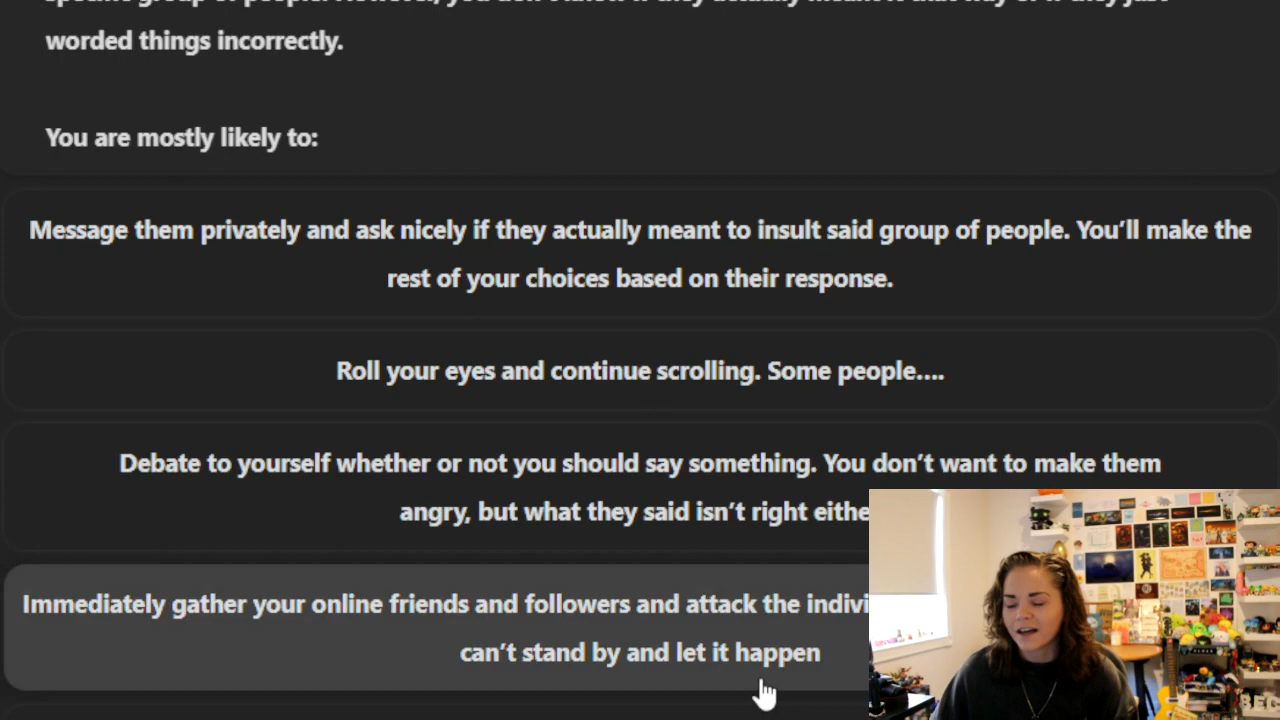 worded things incorrectly.
You are mostly likely to:
Message them privately and ask nicely if they actually meant to insult said group of people. You’ll make the
rest of your choices based on their response.
Roll your eyes and continue scrolling. Some people….
Debate to yourself whether or not you should say something. You don’t want to make them
angry, but what they said isn’t right
Immediately gather your online friends and followers and attack the
can’t stand by and let it happen